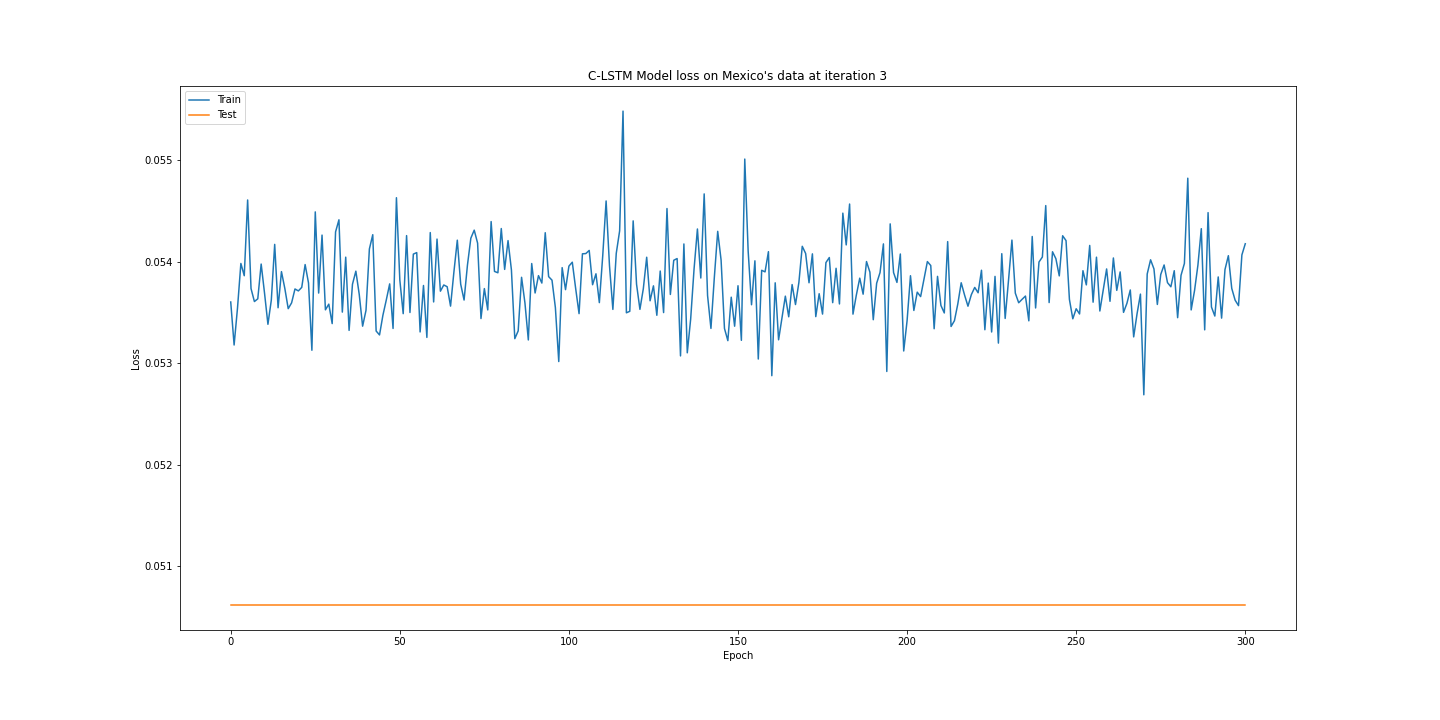 C-LSTM Model loss on Mexico's data at iteration 3
Train
Test
0.055
0.054
0.053
0.052
0.051
Loss
0 50 100 150 200 250 300
Epoch